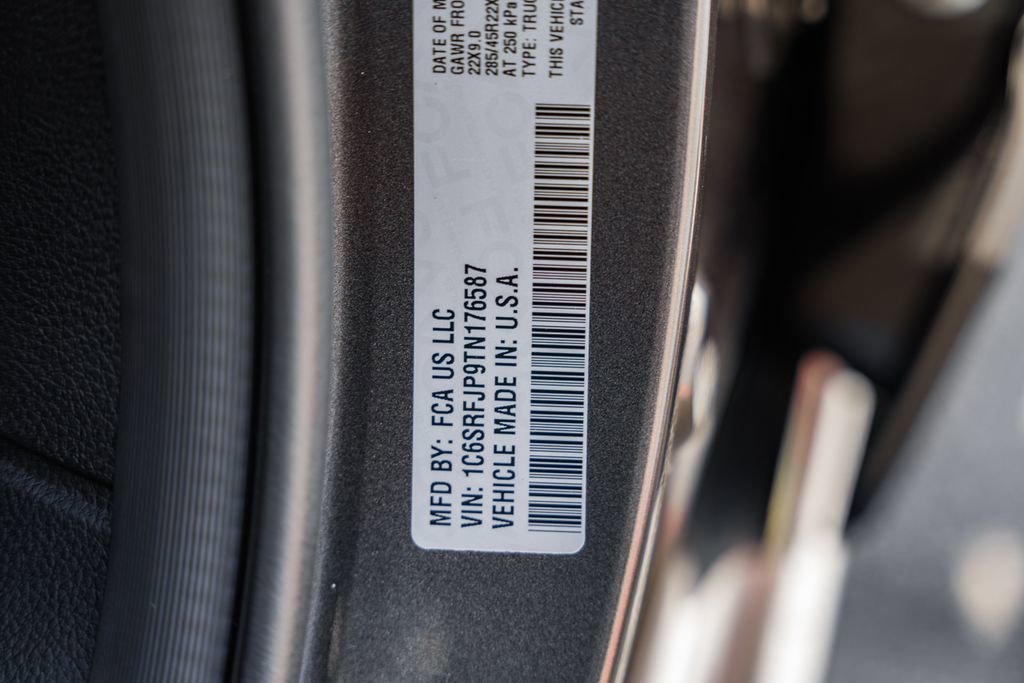 DATE OF M
GAWR FRO
22X9.0
285/45R22X
AT 250 kPa
TYPE: TRUC
THIS VEHIC
STA
MFD BY: FCA US LLC
VIN: 1C6SRFJP9TN176587
VEHICLE MADE IN: U.S.A.